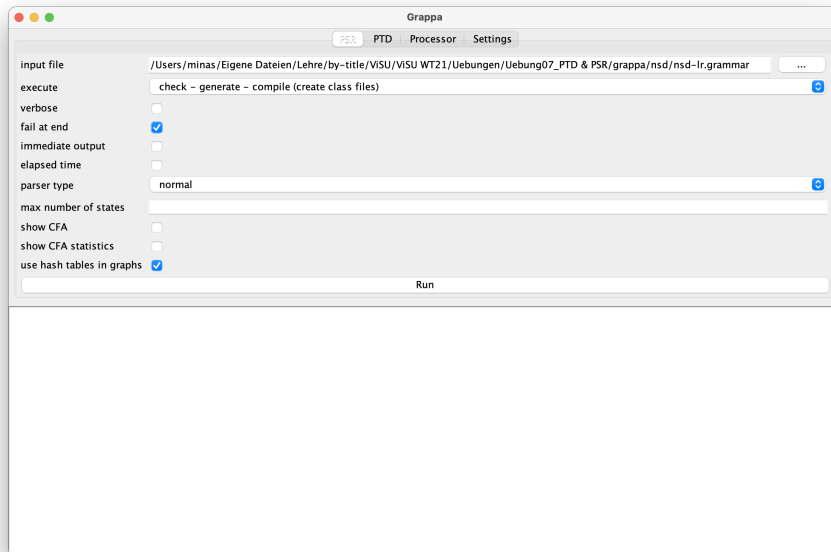 Grappa
PSR PTD Processor Settings
input file /Users/minas/Eigene Dateien/Lehre/by-title/ViSU/ViSU WT21/Uebungen/Uebung07_PTD & PSR/grappa/nsd/nsd-lr.grammar ...
execute check – generate – compile (create class files)
verbose
fail at end
immediate output
elapsed time
parser type normal
max number of states
show CFA
show CFA statistics
use hash tables in graphs
Run